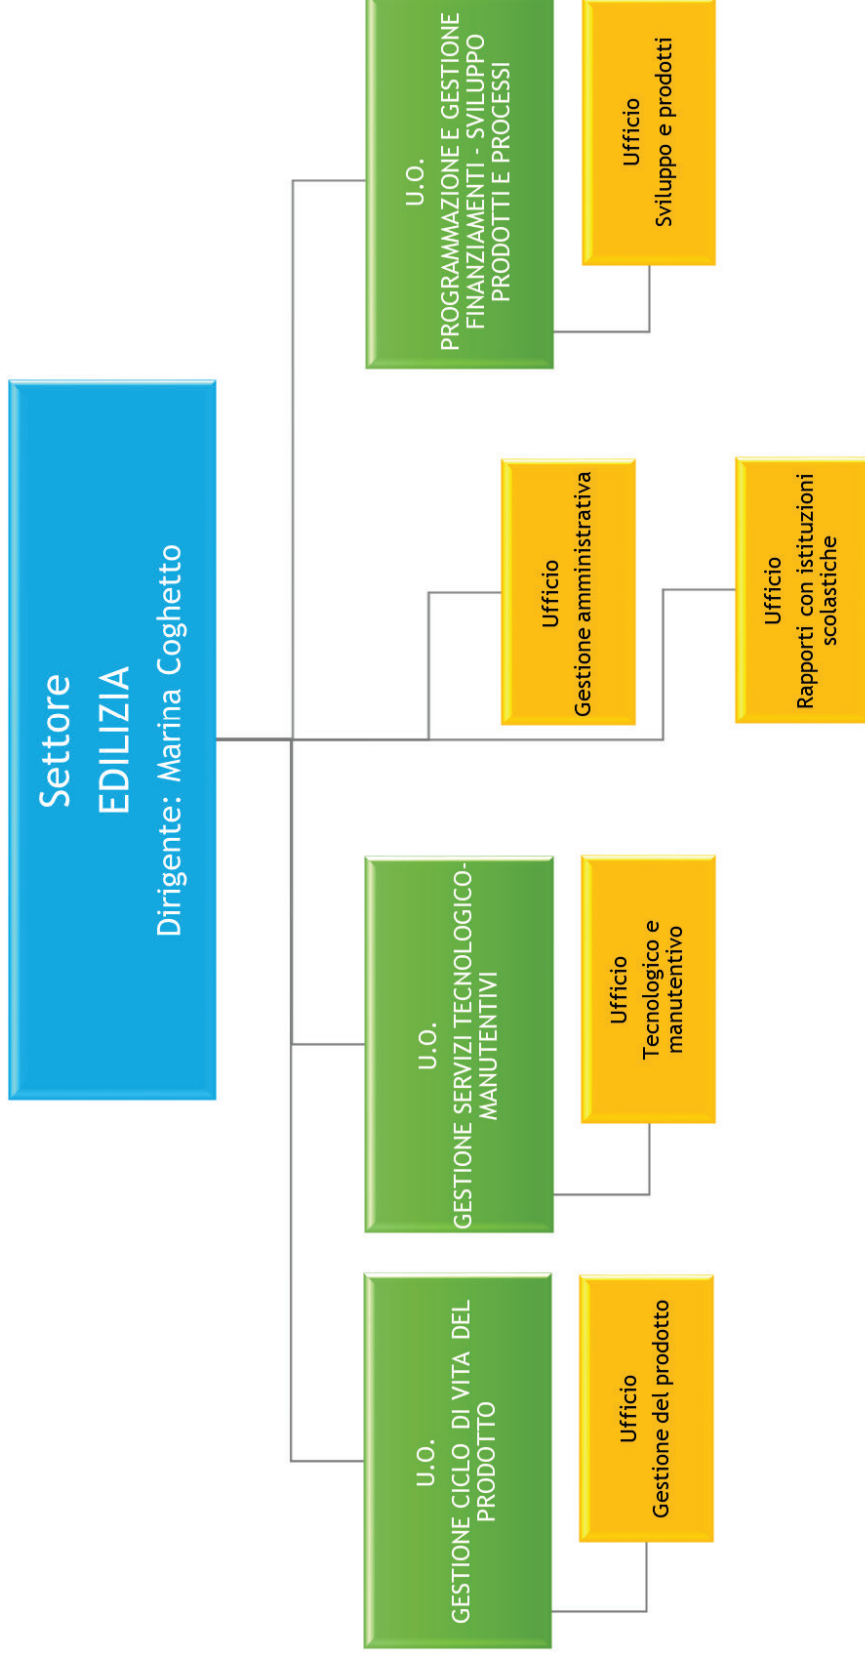 Settore
EDILIZIA
Dirigente: Marina Coghetto
U.O.
GESTIONE CICLO DI VITA DEL
PRODOTTO
Ufficio
Gestione del prodotto
U.O.
GESTIONE SERVIZI TECNOLOGICO-
MANUTENTIVI
Ufficio
Tecnologico e
manutentivo
Ufficio
Gestione amministrativa
Ufficio
Rapporti con istituzioni
scolastiche
U.O.
PROGRAMMAZIONE E GESTIONE
FINANZIAMENTI - SVILUPPO
PRODOTTI E PROCESSI
Ufficio
Sviluppo e prodotti